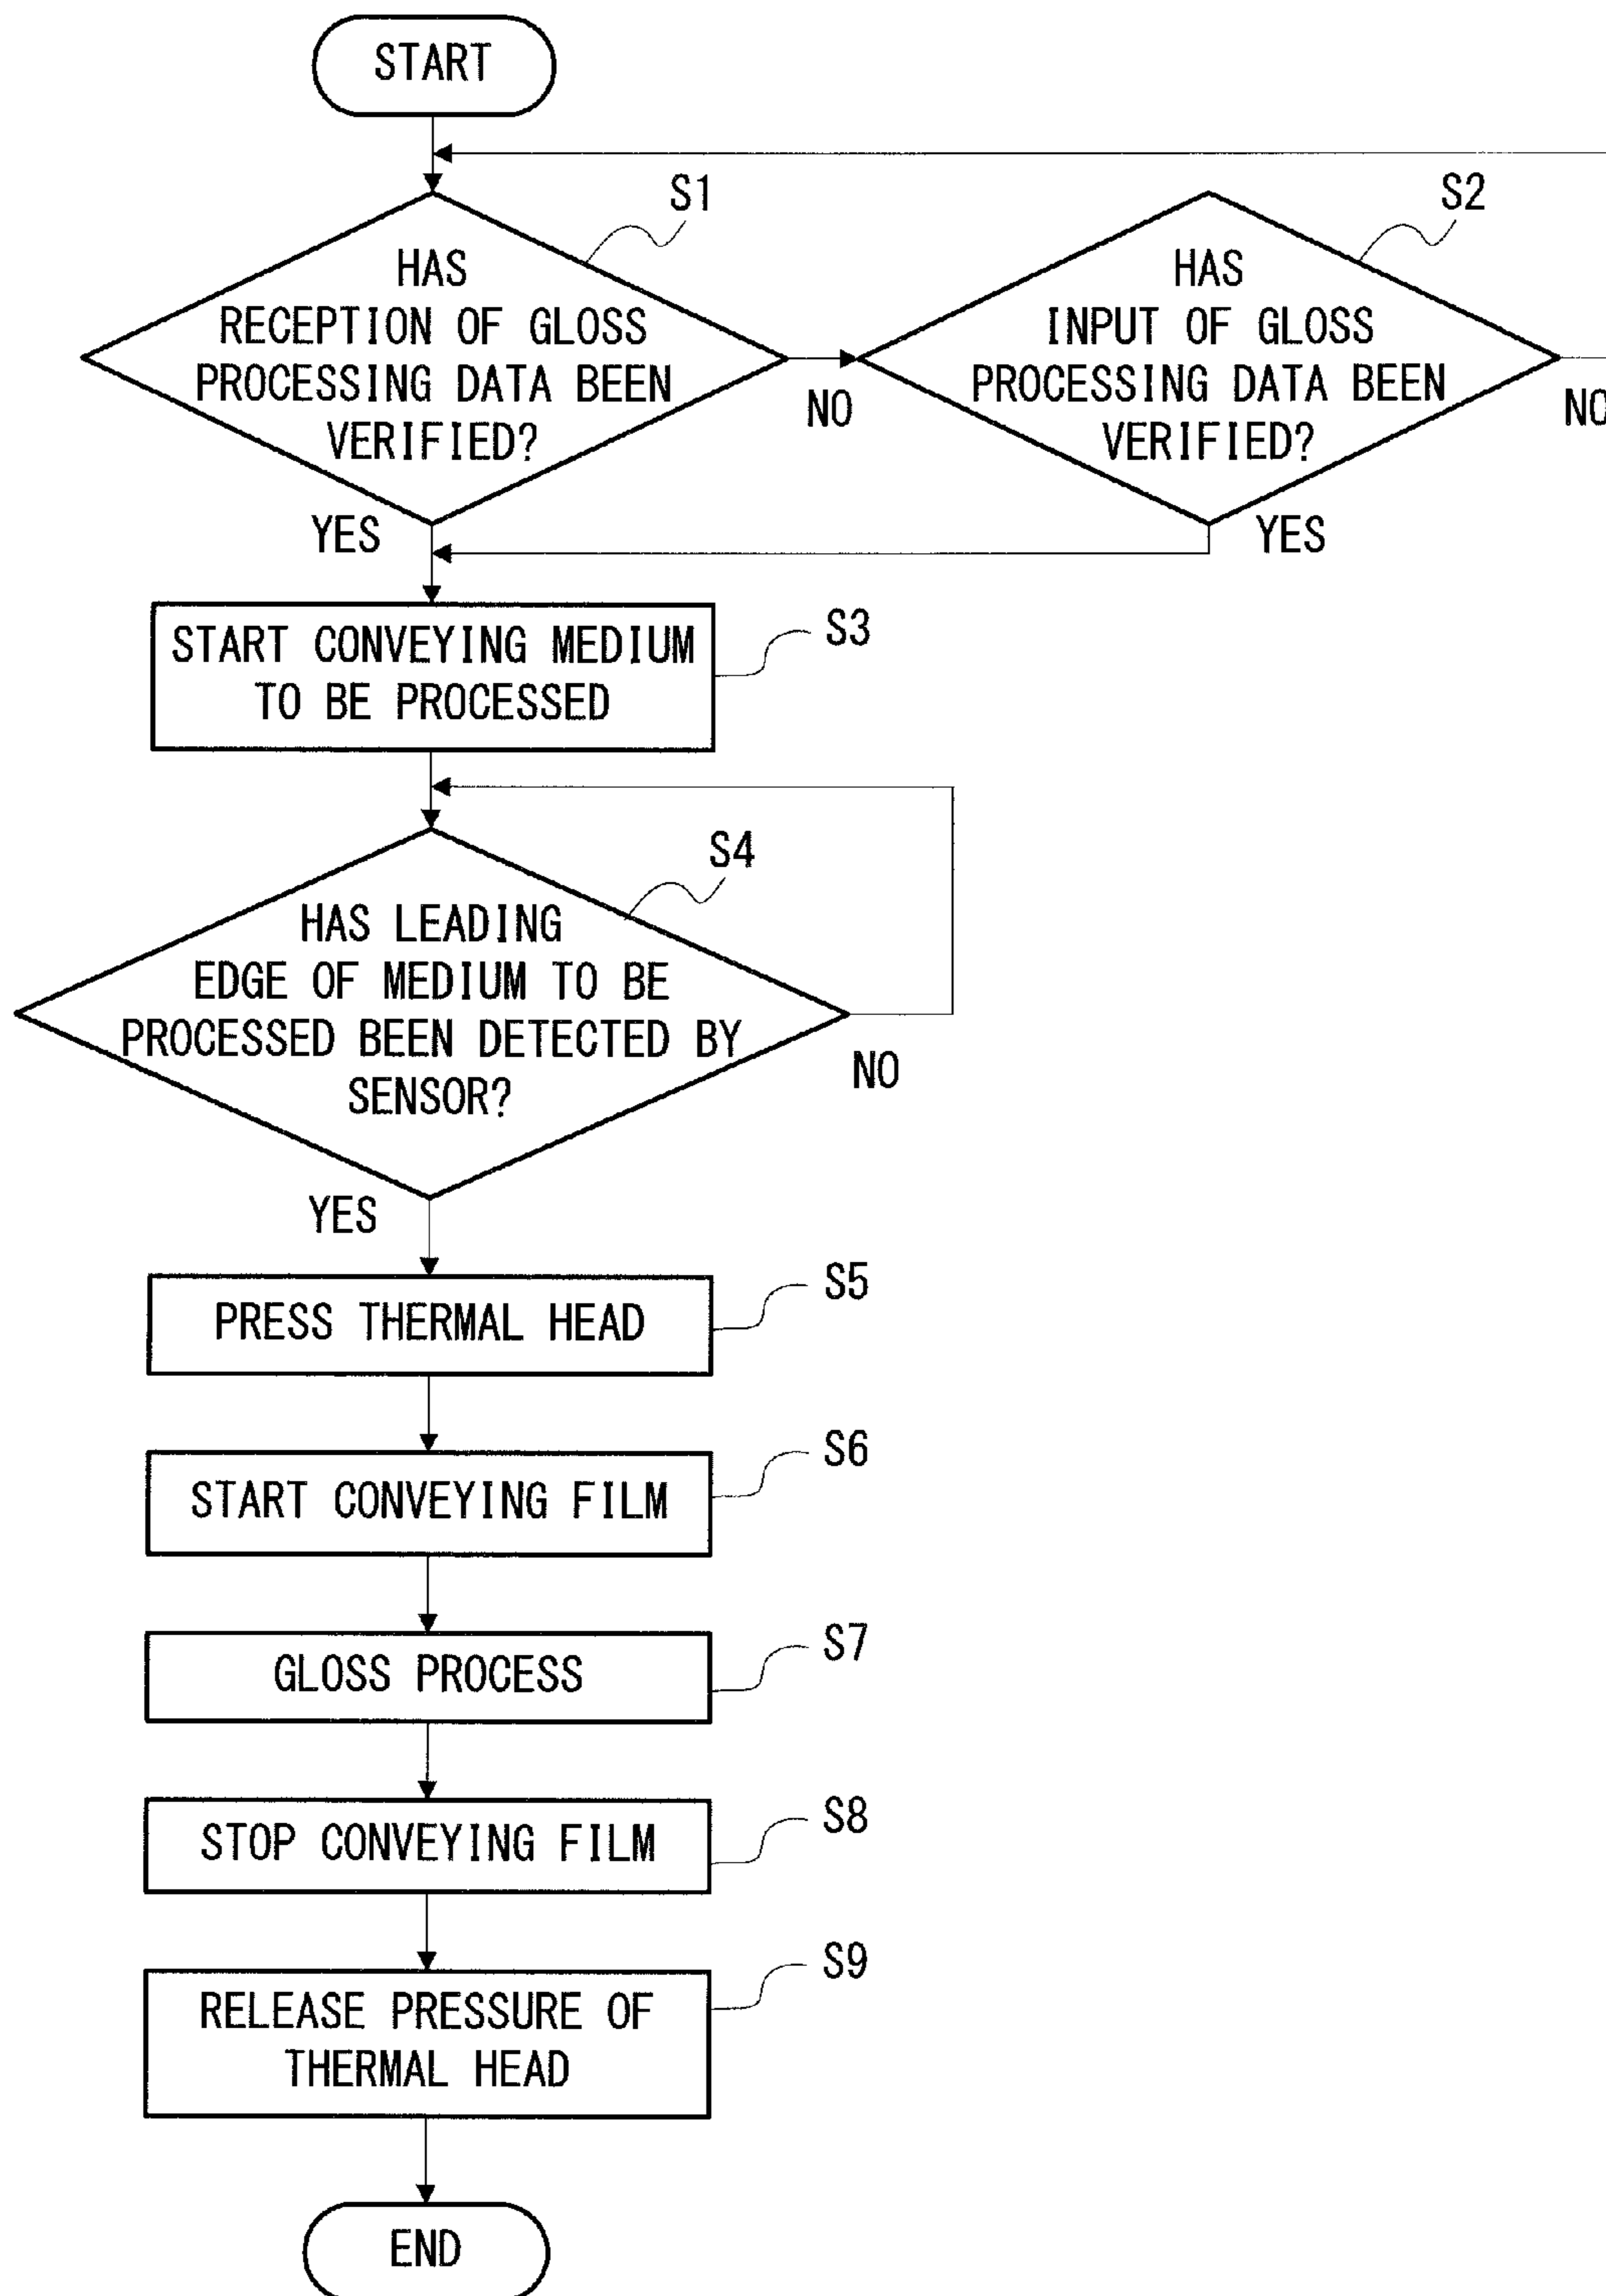 START
S1
HAS
RECEPTION OF GLOSS
PROCESSING DATA BEEN
VERIFIED?
NO
YES
S2
HAS
INPUT OF GLOSS
PROCESSING DATA BEEN
VERIFIED?
NO
YES
S3
START CONVEYING MEDIUM
TO BE PROCESSED
S4
HAS LEADING
EDGE OF MEDIUM TO BE
PROCESSED BEEN DETECTED BY
SENSOR?
NO
YES
S5
PRESS THERMAL HEAD
S6
START CONVEYING FILM
S7
GLOSS PROCESS
S8
STOP CONVEYING FILM
S9
RELEASE PRESSURE OF
THERMAL HEAD
END